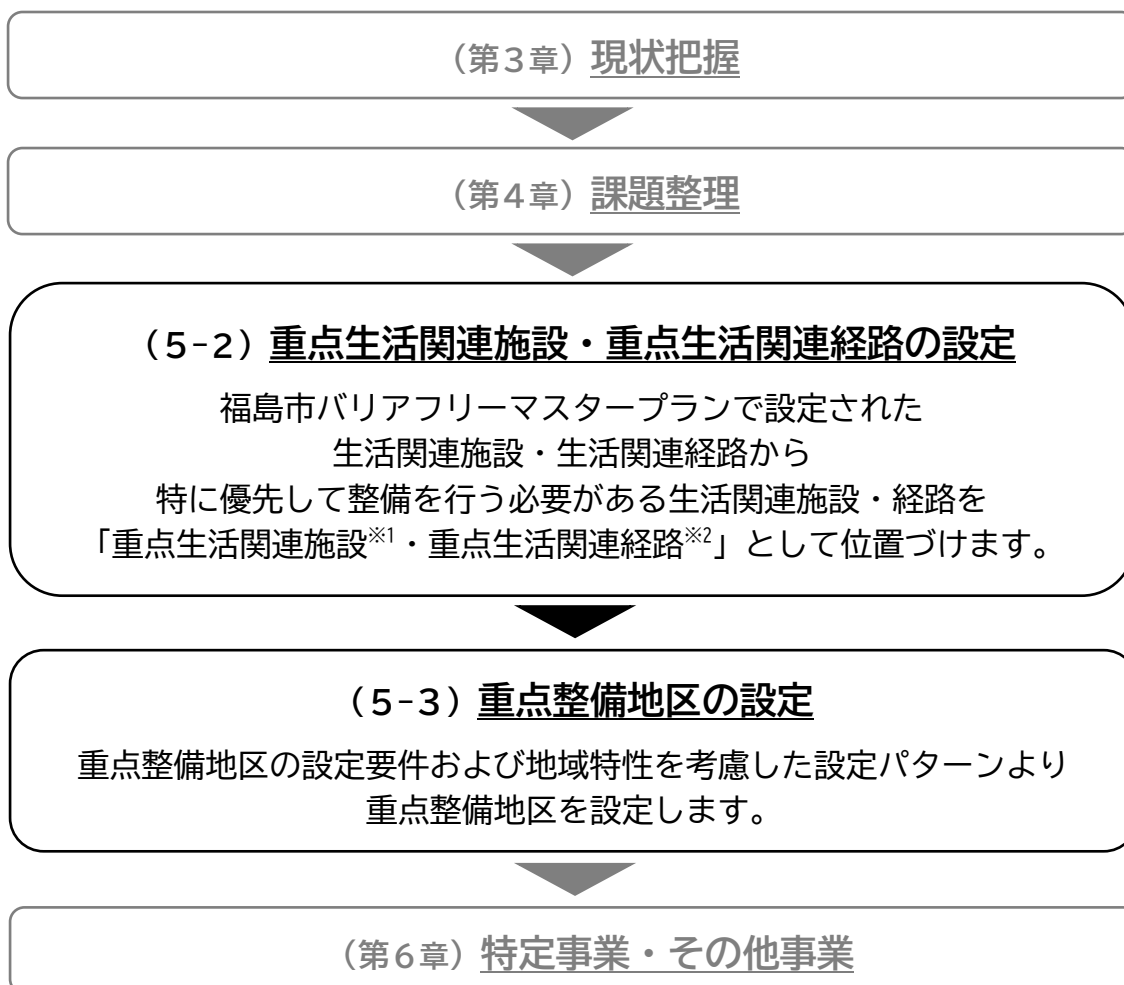 （第３章）現状把握
（第４章）課題整理
（５-２）重点生活関連施設・重点生活関連経路の設定
福島市バリアフリーマスタープランで設定された
生活関連施設・生活関連経路から
特に優先して整備を行う必要がある生活関連施設・経路を
「重点生活関連施設※1・重点生活関連経路※2」として位置づけます。
（５-３）重点整備地区の設定
重点整備地区の設定要件および地域特性を考慮した設定パターンより
重点整備地区を設定します。
（第６章）特定事業・その他事業